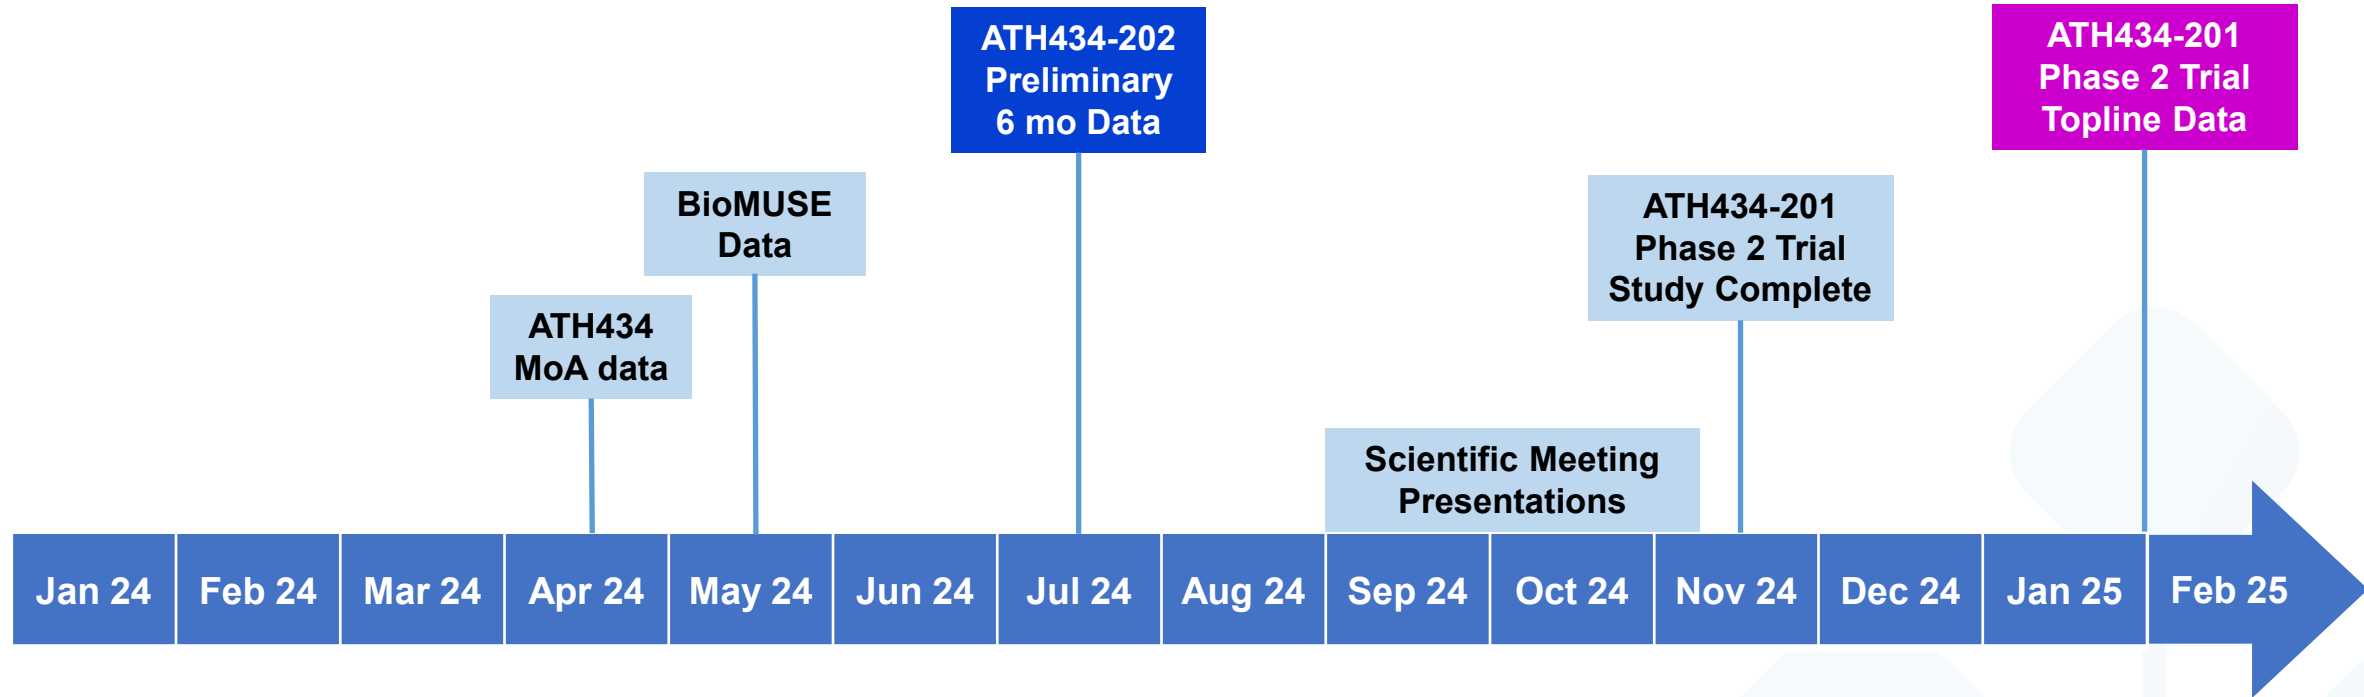 ATH434-202
Preliminary
6 mo Data
ATH434-201
Phase 2 Trial
Topline Data
BioMUSE
Data
ATH434-201
Phase 2 Trial
Study Complete
ATH434
MoA data
Scientific Meeting
Presentations
Jan 24
Feb 24
Mar 24
Apr 24
May 24
Jun 24
Jul 24
Aug 24
Sep 24
Oct 24
Nov 24
Dec 24
Jan 25
Feb 25